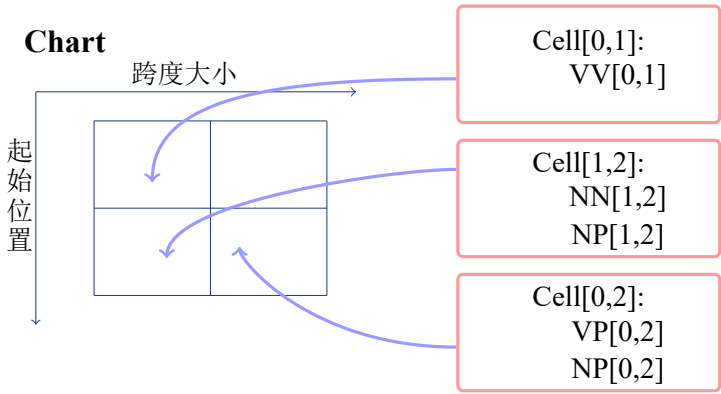 Chart
跨度大小
起始位置
Cell[0,1]:
VV[0,1]
Cell[1,2]:
NN[1,2]
NP[1,2]
Cell[0,2]:
VP[0,2]
NP[0,2]